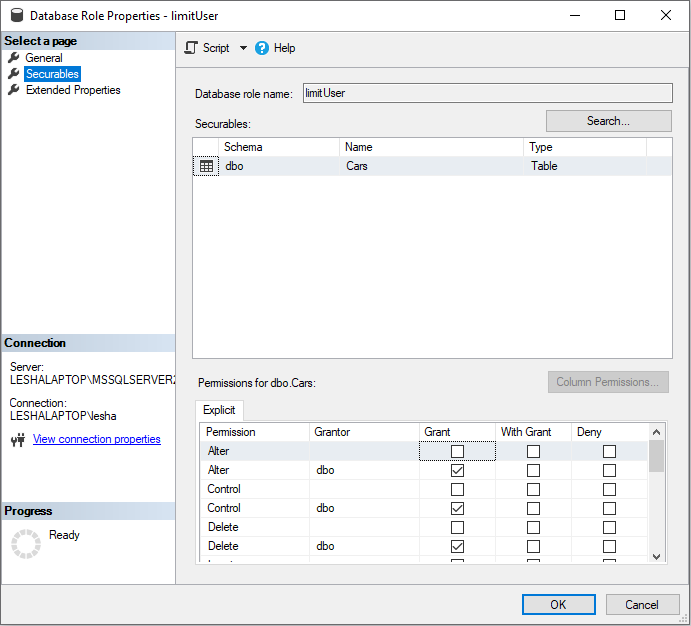 Database Role Properties - limitUser
Select a page
General
Securables
Extended Properties
Script
Help
Database role name: limitUser
Securables:
Search...
Schema Name Type
dbo Cars Table
Connection
Server:
LESHALAPTOP\MSSQLSERVER2
Connection:
LESHALAPTOP\lesha
View connection properties
Progress
Ready
Permissions for dbo.Cars:
Column Permissions...
Explicit
Permission Grantor Grant With Grant Deny
Alter
Alter dbo
Control
Control dbo
Delete
Delete dbo
OK Cancel